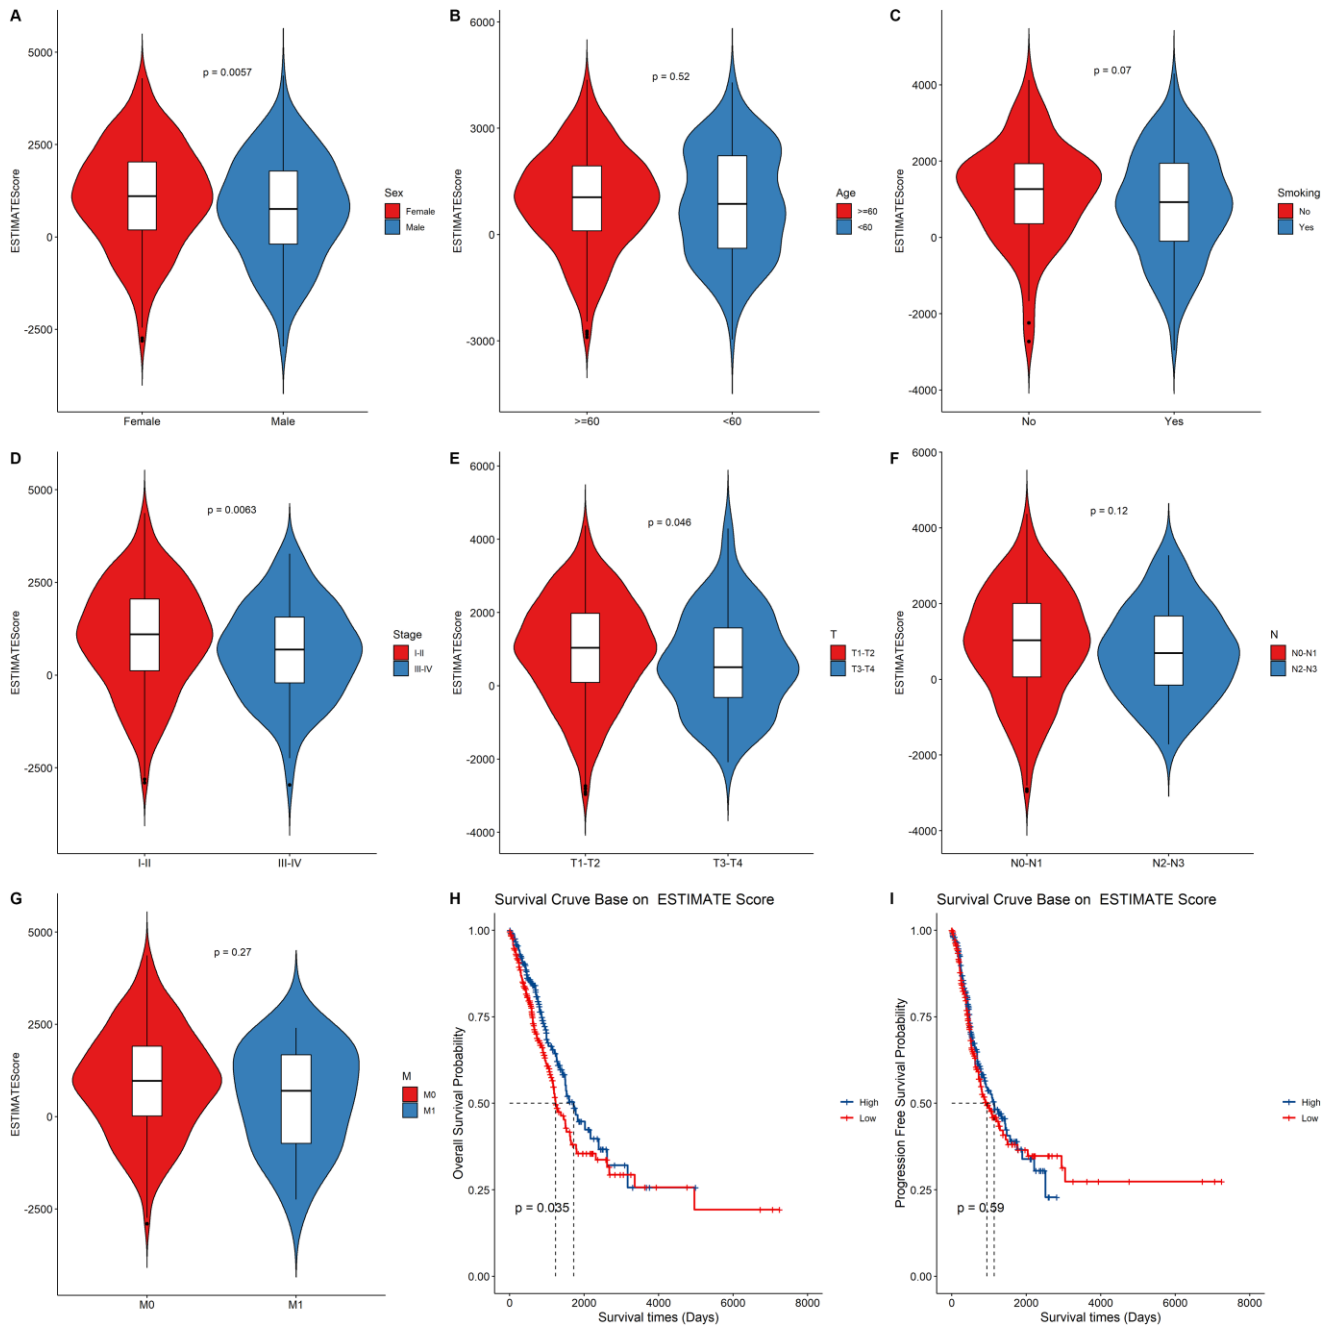 A
p = 0.0057
5000
2500
0
-2500
ESTIMATEScore
Female
Male
Sex
Female
Male
B
p = 0.52
6000
3000
0
-3000
ESTIMATEScore
>=60
<60
Age
>=60
<60
C
p = 0.07
4000
2000
0
-2000
-4000
ESTIMATEScore
No
Yes
Smoking
No
Yes
D
p = 0.0063
5000
2500
0
-2500
ESTIMATEScore
I-II
III-IV
Stage
I-II
III-IV
E
p = 0.046
6000
4000
2000
0
-2000
-4000
ESTIMATEScore
T1-T2
T3-T4
T
T1-T2
T3-T4
F
p = 0.12
6000
4000
2000
0
-2000
-4000
ESTIMATEScore
N0-N1
N2-N3
N
N0-N1
N2-N3
G
p = 0.27
5000
2500
0
-2500
ESTIMATEScore
M0
M1
M
M0
M1
H
Survival Cruve Base on  ESTIMATE Score
1.00
0.75
0.50
0.25
0.00
Overall Survival Probability
p = 0.035
0
2000
4000
6000
8000
Survival times (Days)
High
Low
I
Survival Cruve Base on  ESTIMATE Score
1.00
0.75
0.50
0.25
0.00
Progression Free Survival Probability
p = 0.59
0
2000
4000
6000
8000
Survival times (Days)
High
Low